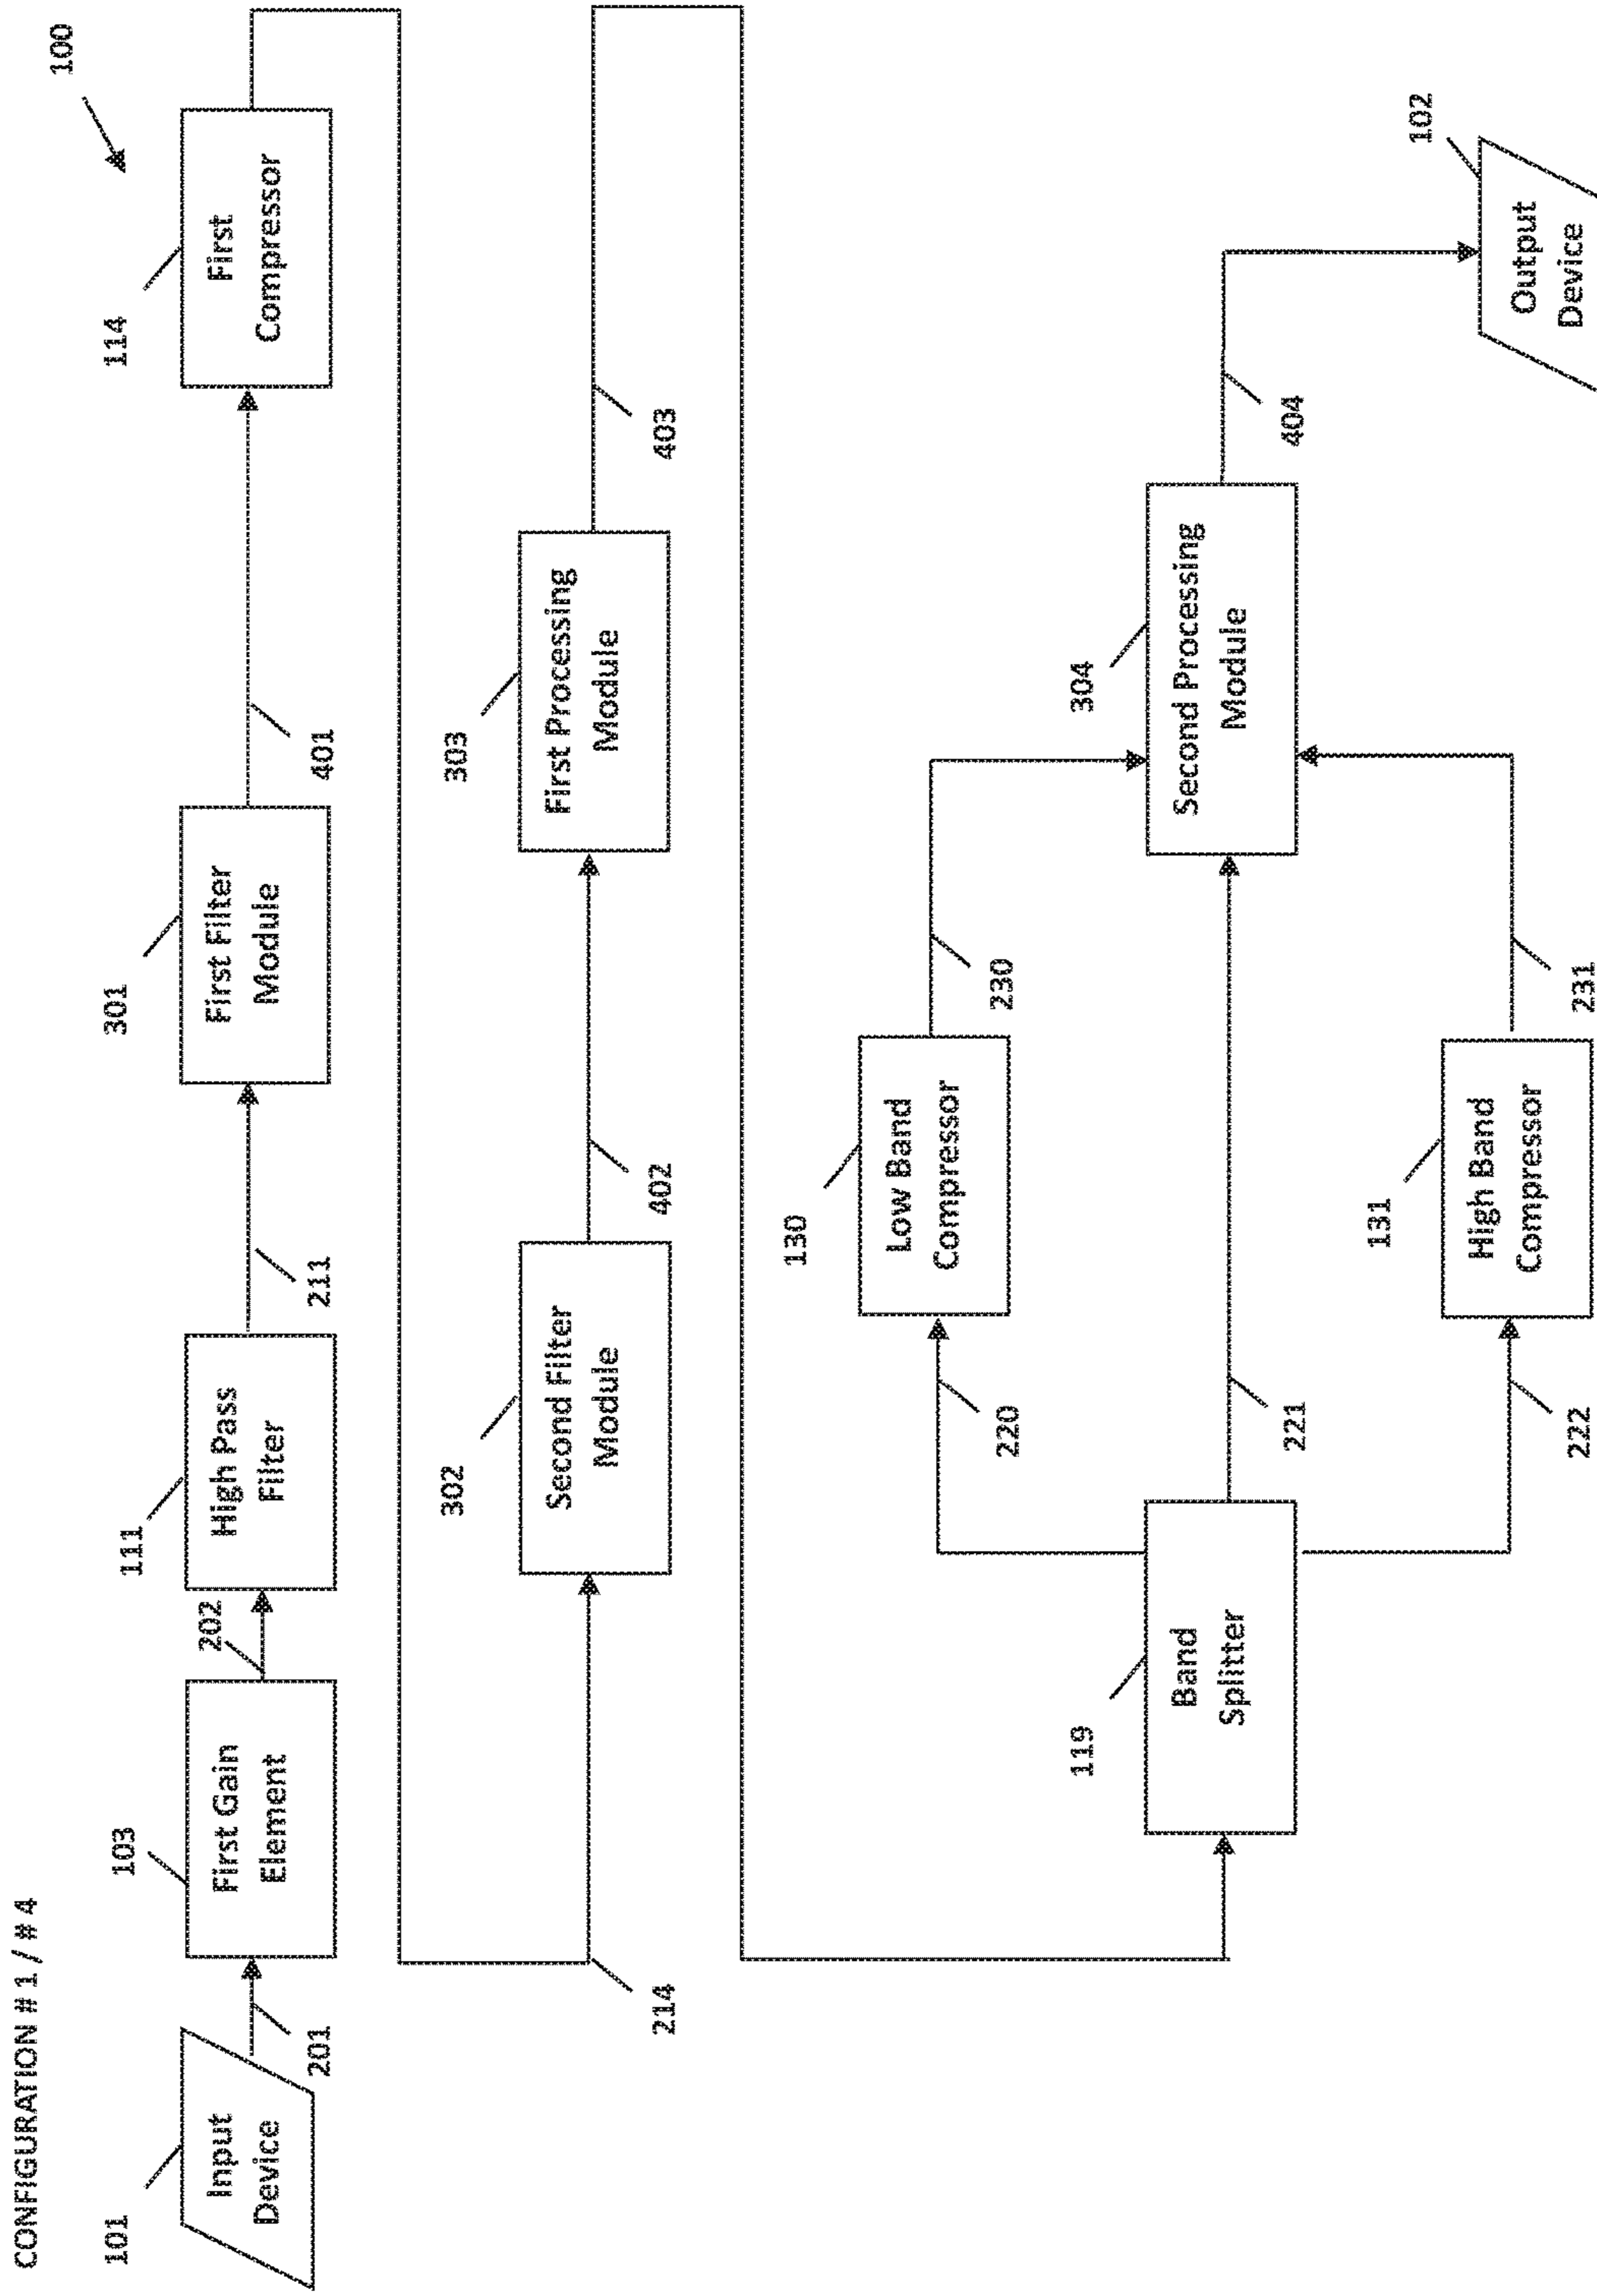 CONFIGURATION # 1 / # 4
100
101
Input
Device
201
103
First Gain
Element
202
111
High Pass
Filter
211
301
First Filter
Module
401
114
First
Compressor
214
302
Second Filter
Module
402
303
First Processing
Module
403
119
Band
Splitter
220
221
222
130
Low Band
Compressor
230
131
High Band
Compressor
231
304
Second Processing
Module
404
102
Output
Device